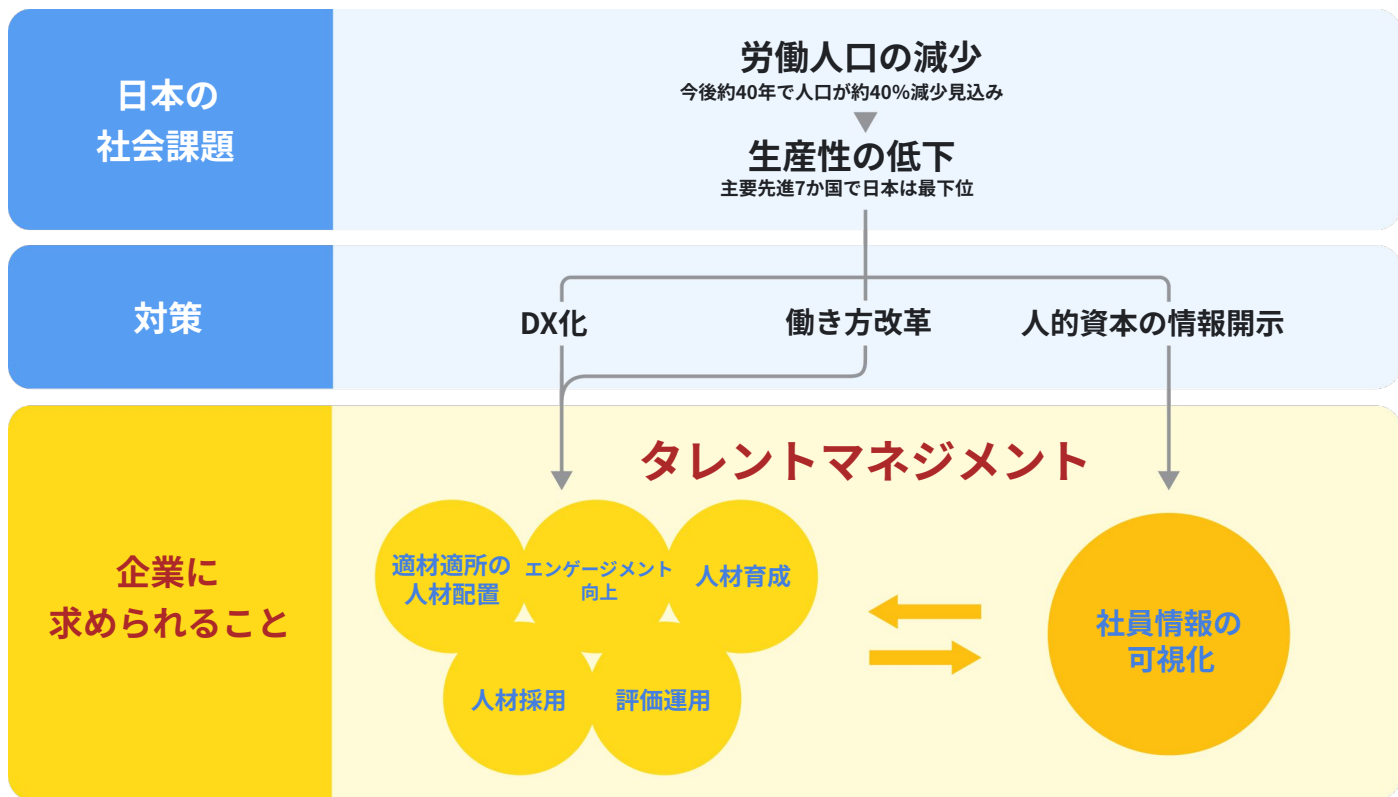 日本の
社会課題
労働人口の減少
今後約40年で人口が約40%減少見込み
生産性の低下
主要先進7か国で日本は最下位
対策
DX化
働き方改革
人的資本の情報開示
企業に
求められること
タレントマネジメント
適材適所の
人材配置
エンゲージメント
向上
人材育成
人材採用
評価運用
社員情報の
可視化